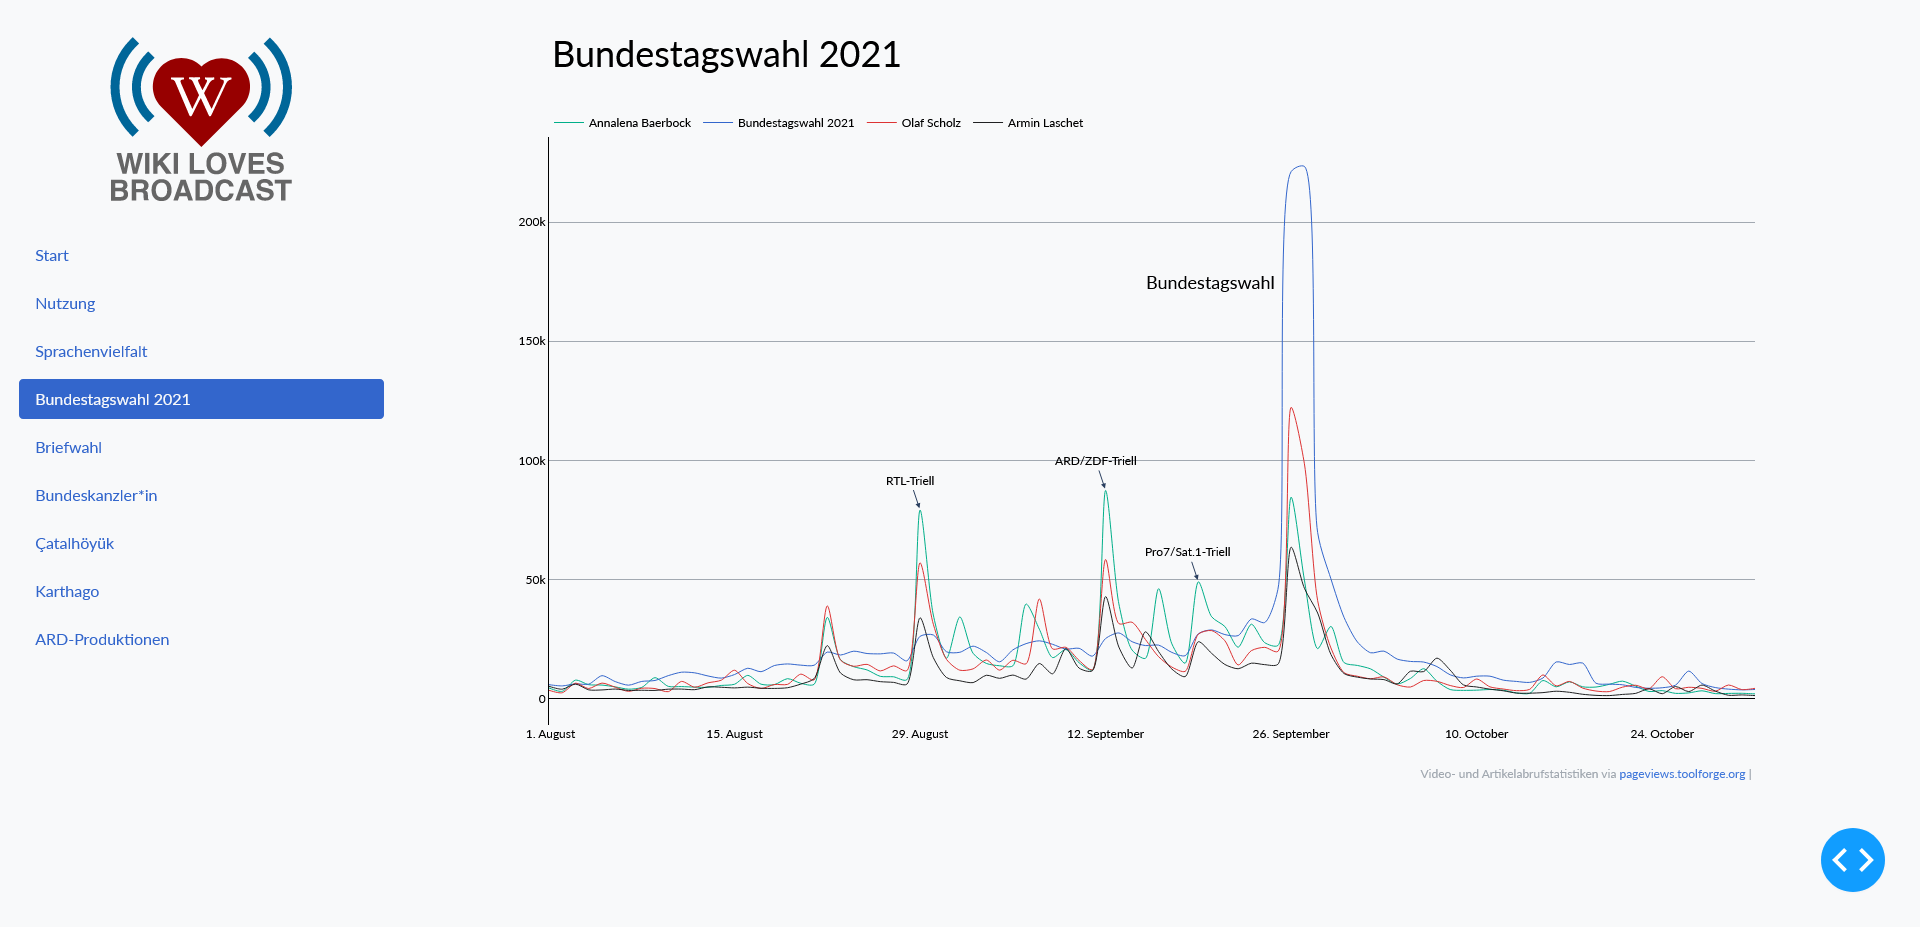 W
WIKI LOVES
BROADCAST
Start
Nutzung
Sprachenvielfalt
Bundestagswahl 2021
Briefwahl
Bundeskanzler*in
Çatalhöyük
Karthago
ARD-Produktionen
Bundestagswahl 2021
Annalena Baerbock Bundestagswahl 2021 Olaf Scholz Armin Laschet
200k
Bundestagswahl
150k
100k
ARD/ZDF-Triell
RTL-Triell
Pro7/Sat.1-Triell
50k
0
1. August 15. August 29. August 12. September 26. September 10. October 24. October
Video- und Artikelabrufstatistiken via pageviews.toolforge.org |